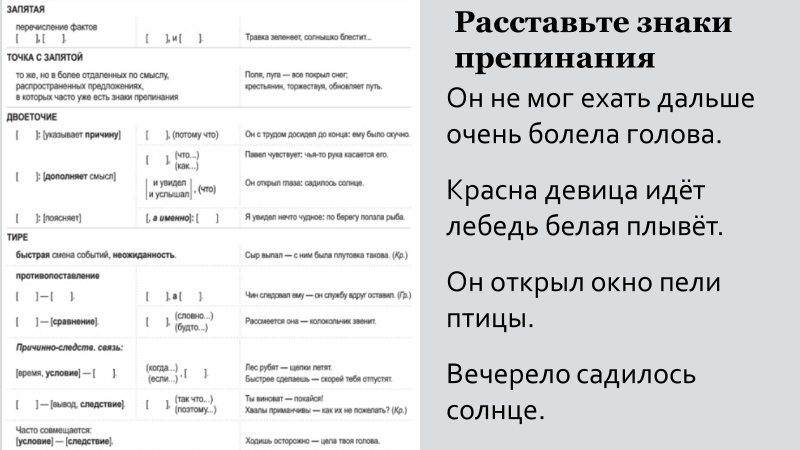 ЗАПЯТАЯ
перечисление фактов
[ ], [ ]. [ ], и [ ]. Травка зеленеет, солнышко блестит...
ТОЧКА С ЗАПЯТОЙ
то же, но в более отдаленных по смыслу, Поля, луга — все покрыл снег;
распространенных предложениях, крестьянин, торжествуя, обновляет путь.
в которых часто уже есть знаки препинания
ДВОЕТОЧИЕ
[ ]: [указывает причину] [ ], (потому что) Он с трудом досидел до конца: ему было скучно.
[ ]: [дополняет смысл] [ ], (что...) (как...) Павел чувствует: чья-то рука касается его.
[и увидел и услышал], (что) Он открыл глаза: садилось солнце.
[ ]: [поясняет] [, а именно]: [ ] Я увидел нечто чудное: по берегу ползла рыба.
ТИРЕ
быстрая смена событий, неожиданность. Сыр выпал — с ним была плутовка такова. (Кр.)
противопоставление
[ ] — [ ]. [ ], а [ ]. Чин следовал ему — он службу вдруг оставил. (Гр.)
[ ] — [сравнение]. [ ], (словно...) (будто...) Рассмеется она — колокольчик звенит.
Причинно-следств. связь:
[время, условие] — [ ]. (когда...) (если...) , [ ]. Лес рубят — щепки летят.
Быстрее сделаешь — скорей тебя отпустят.
[ ] — [вывод, следствие]. [ ], (так что...) (поэтому...) Ты виноват — покайся!
Хвалы приманчивы — как их не пожелать? (Кр.)
Часто совмещается:
[условие] — [следствие]. Ходишь осторожно — цела твоя голова.
Расставьте знаки
препинания
Он не мог ехать дальше
очень болела голова.
Красна девица идёт
лебедь белая плывёт.
Он открыл окно пели
птицы.
Вечерело садилось
солнце.